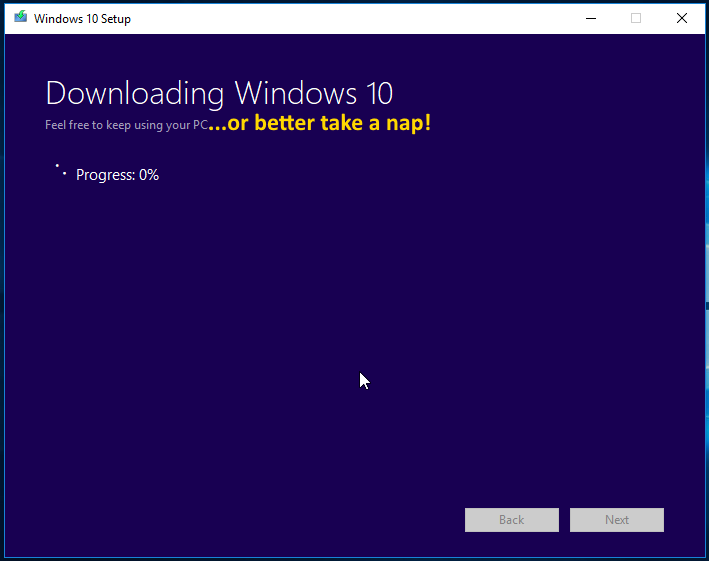 Windows 10 Setup
Downloading Windows 10
Feel free to keep using your PC...or better take a nap!
Progress: 0%
Back Next